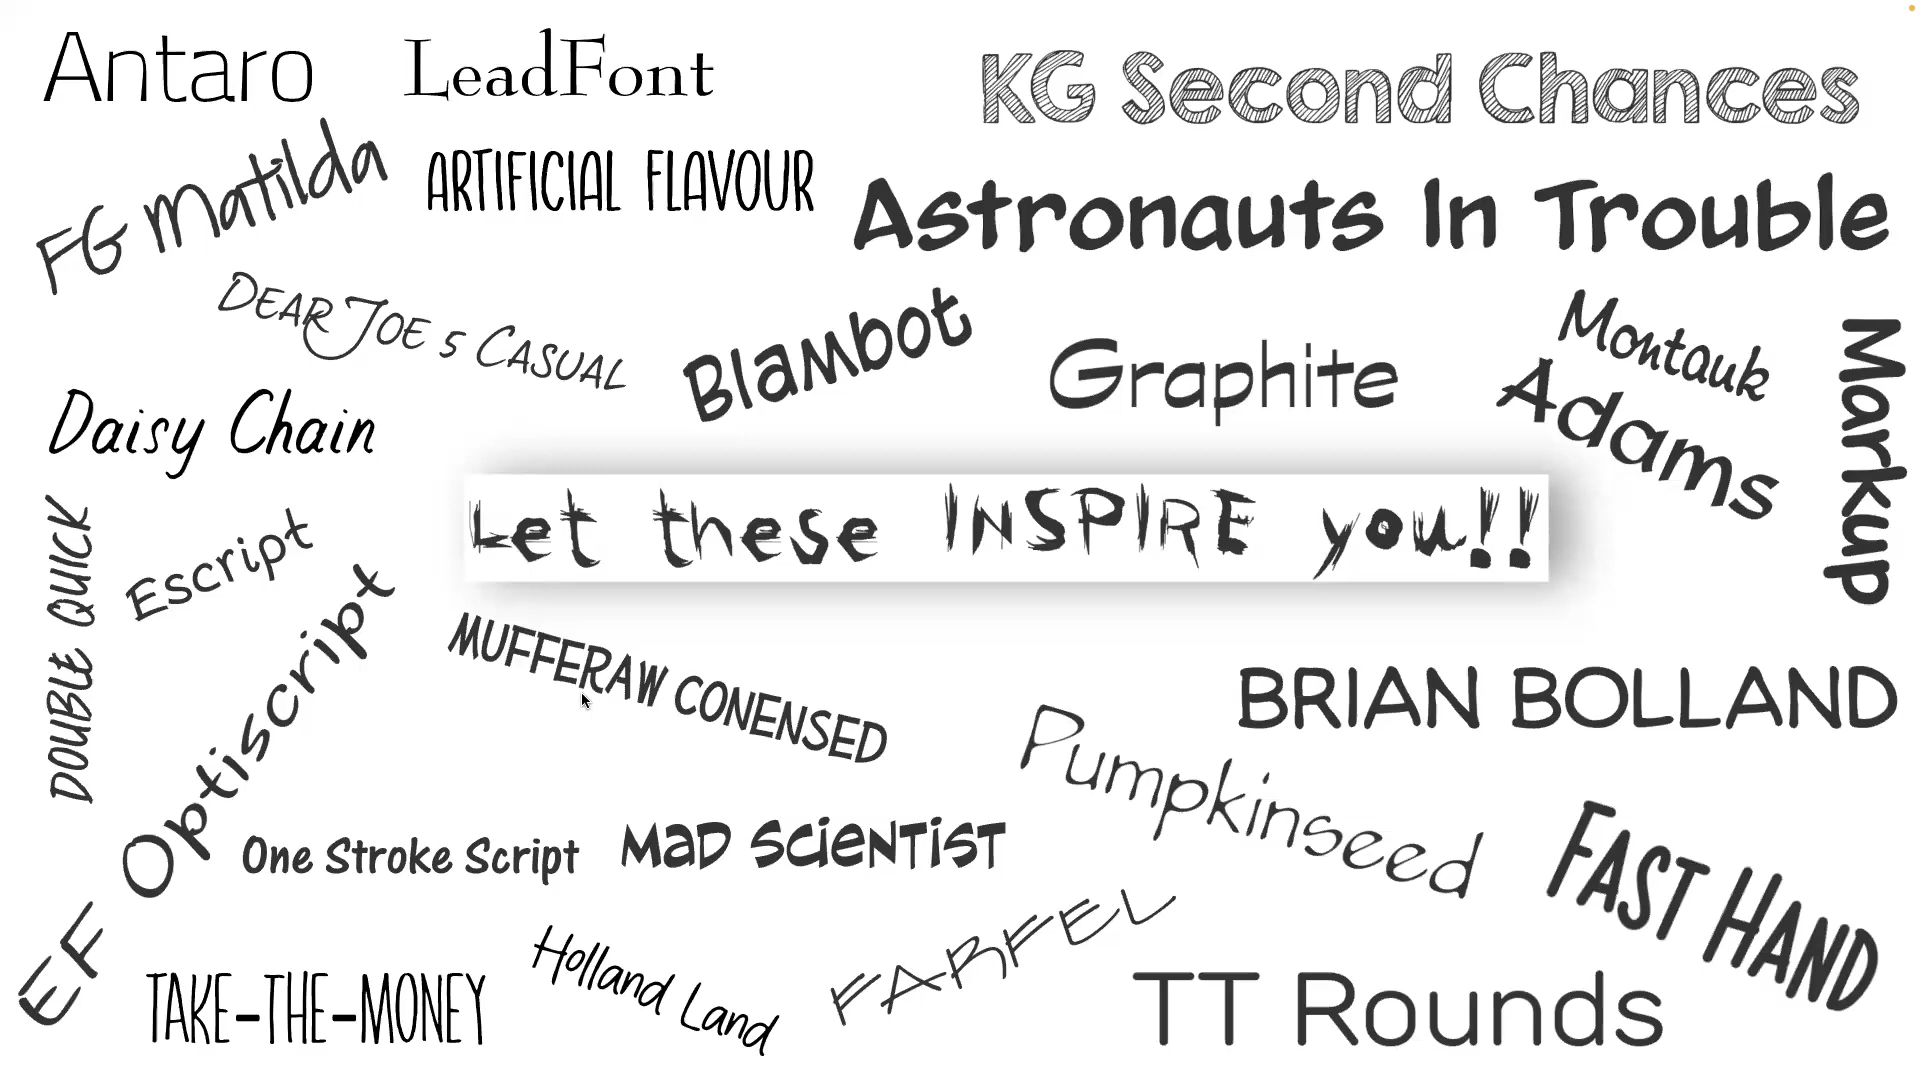 Antaro
LeadFont
KG Second Chances
FG Matilda
ARTIFICIAL FLAVOUR
Astronauts In Trouble
DEAR JOE 5 CASUAL
Blambot
Graphite
Montauk
Adams
Markup
Daisy Chain
Let these INSPIRE you!!
DOUBLE QUICK
Escript
EF Optiscript
MUFFERAW CONENSED
BRIAN BOLLAND
Pumpkinseed
One Stroke Script
MaD SCieNTiST
FAST HAND
TAKE-THE-MONEY
Holland Land
FARFEL
TT Rounds